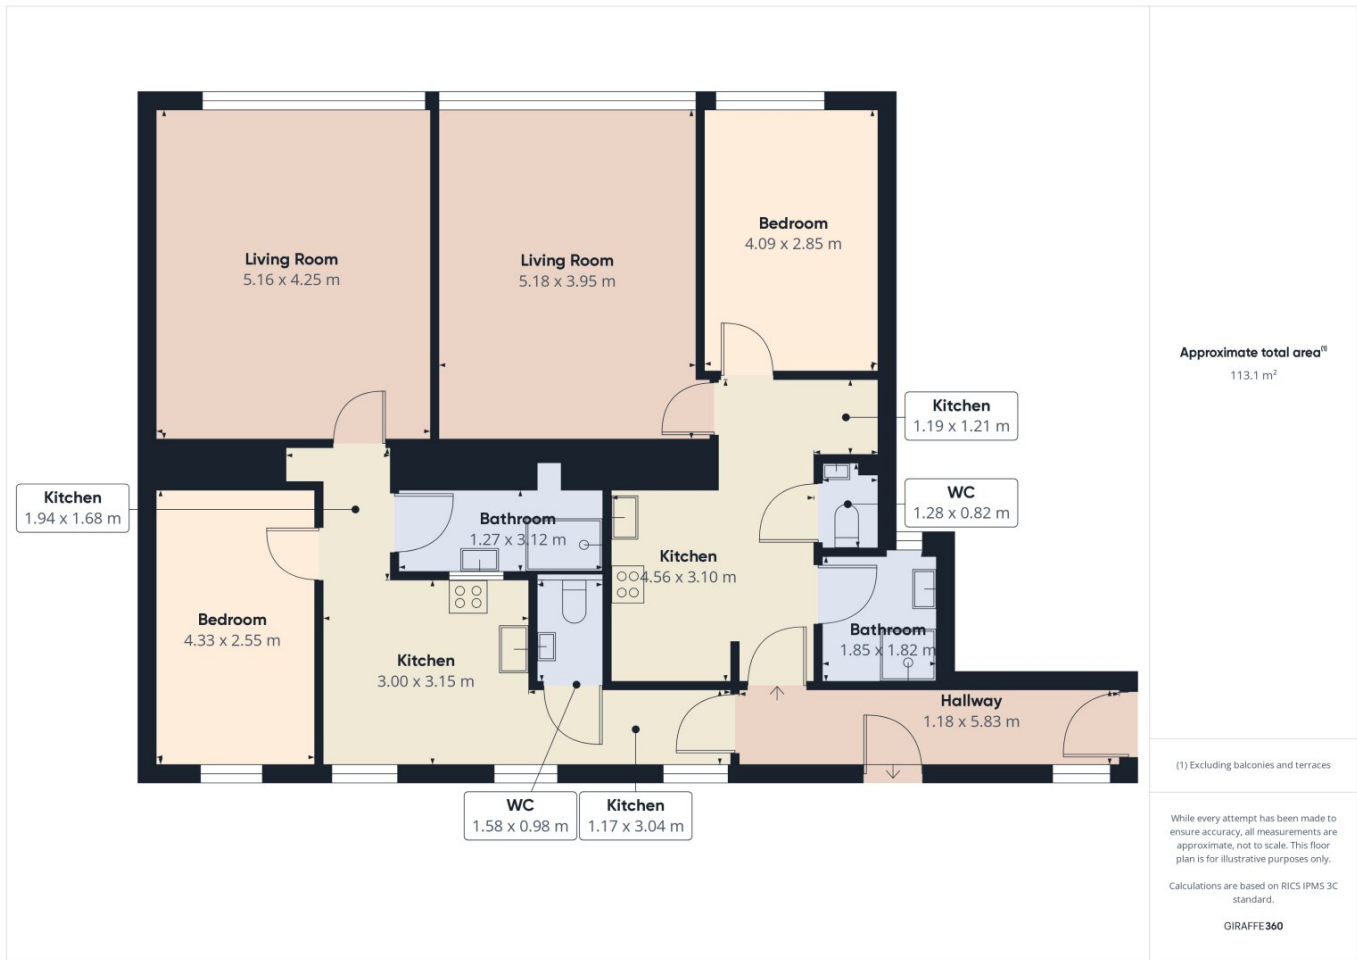 Living Room
5.16 x 4.25 m
Living Room
5.18 x 3.95 m
Bedroom
4.09 x 2.85 m
Kitchen
1.19 x 1.21 m
Kitchen
1.94 x 1.68 m
WC
1.28 x 0.82 m
Bathroom
1.27 x 3.12 m
Kitchen
4.56 x 3.10 m
Bedroom
4.33 x 2.55 m
Kitchen
3.00 x 3.15 m
Bathroom
1.85 x 1.82 m
Hallway
1.18 x 5.83 m
WC
1.58 x 0.98 m
Kitchen
1.17 x 3.04 m
Approximate total area(1)
113.1 m²
(1) Excluding balconies and terraces
While every attempt has been made to
ensure accuracy, all measurements are
approximate, not to scale. This floor
plan is for illustrative purposes only.
Calculations are based on RICS IPMS 3C
standard.
GIRAFFE360